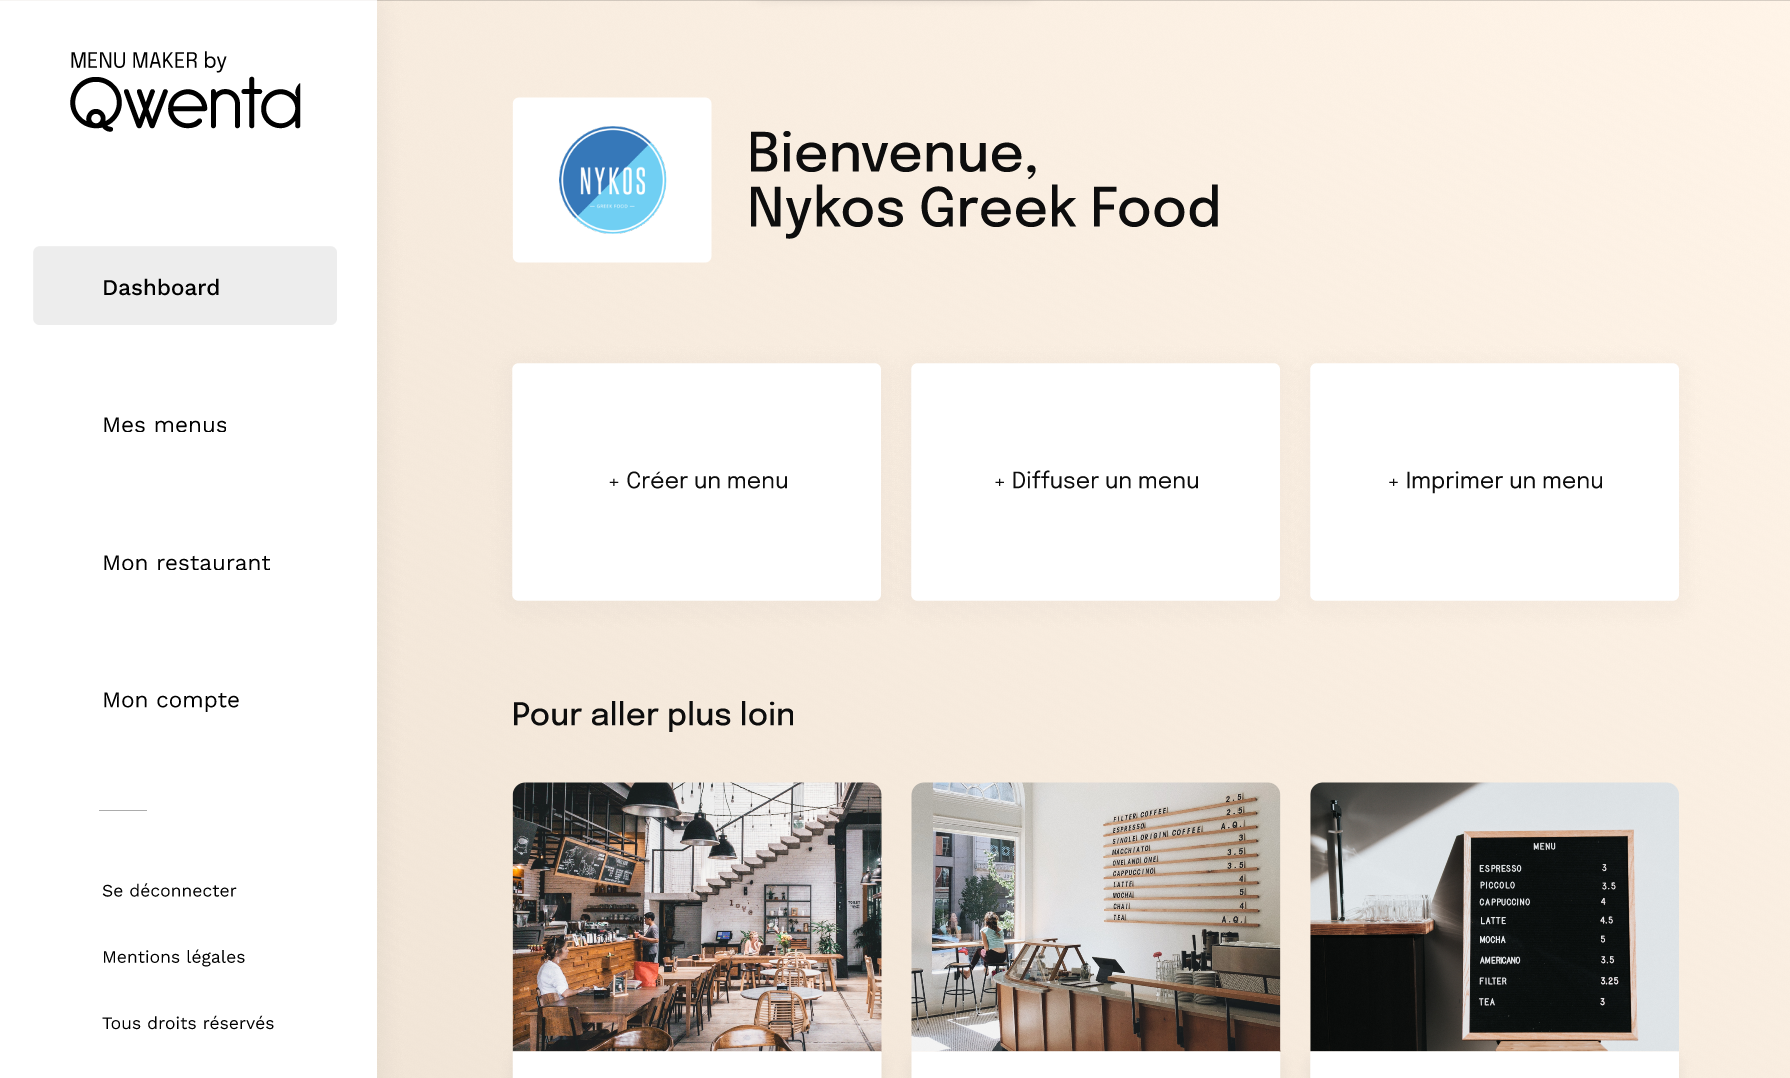 MENU MAKER by
Qwenta
Dashboard
Mes menus
Mon restaurant
Mon compte
Se déconnecter
Mentions légales
Tous droits réservés
NYKOS
GREEK FOOD
Bienvenue,
Nykos Greek Food
+ Créer un menu
+ Diffuser un menu
+ Imprimer un menu
Pour aller plus loin
love
FILTER COFFEE 2.5
ESPRESSO 2.5
SINGLE ORIGIN COFFEE A.Q.
MACCHIATO 3
ONE AND ONE 3.5
CAPPUCCINO 3.5
LATTE 4
MOCHA 5
CHAI 4
TEA A.Q.
MENU
ESPRESSO 3
PICCOLO 3.5
CAPPUCCINO 4
LATTE 4.5
MOCHA 5
AMERICANO 3.5
FILTER 3.25
TEA 3